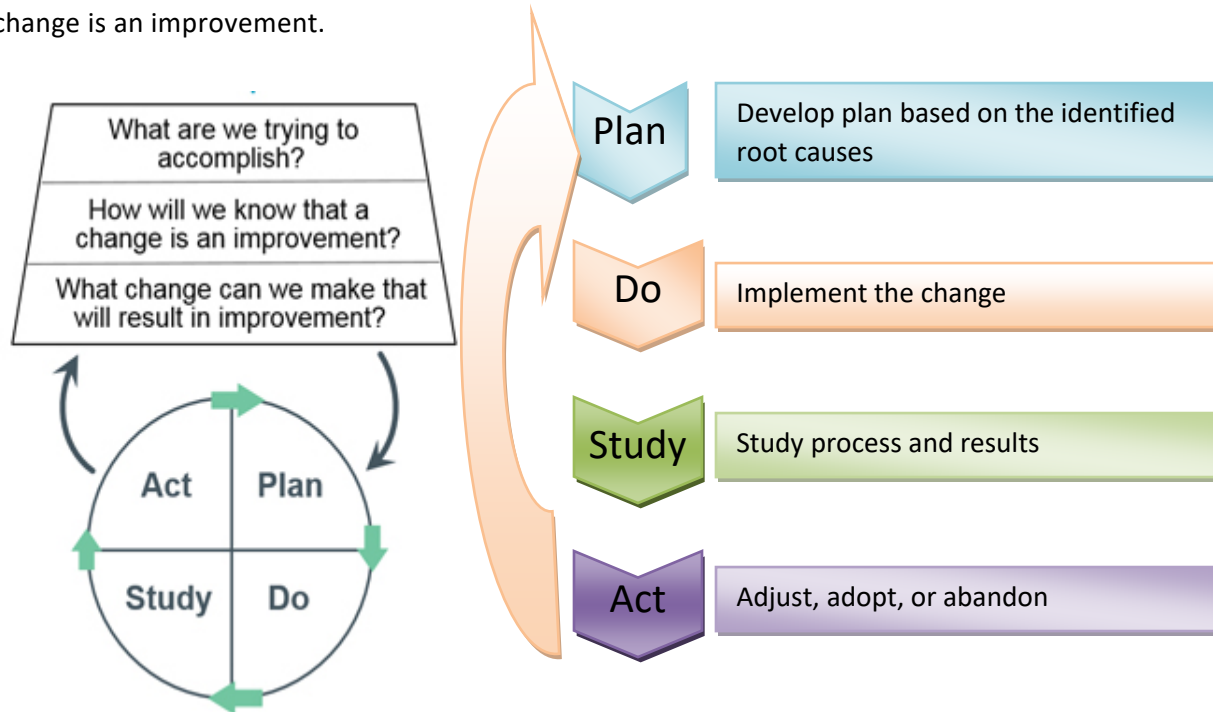 change is an improvement.
What are we trying to
accomplish?
How will we know that a
change is an improvement?
What change can we make that
will result in improvement?
Act
Plan
Study
Do
Plan
Develop plan based on the identified
root causes
Do
Implement the change
Study
Study process and results
Act
Adjust, adopt, or abandon